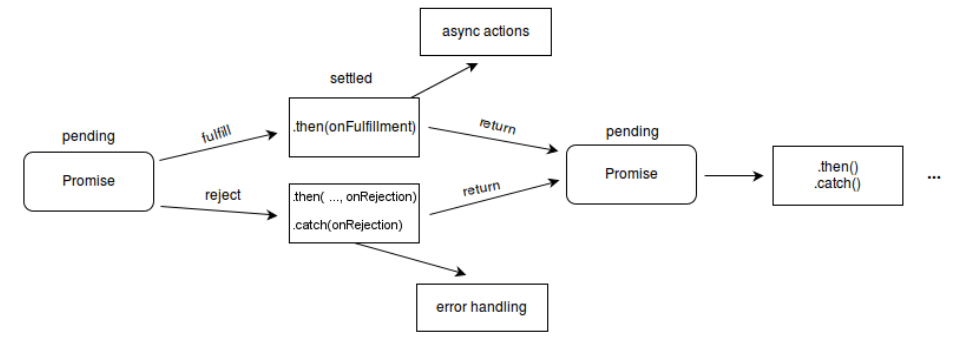 async actions
settled
.then(onFulfillment)
pending
Promise
fulfill
reject
.then( ..., onRejection)
.catch(onRejection)
return
return
error handling
pending
Promise
.then()
.catch()
...